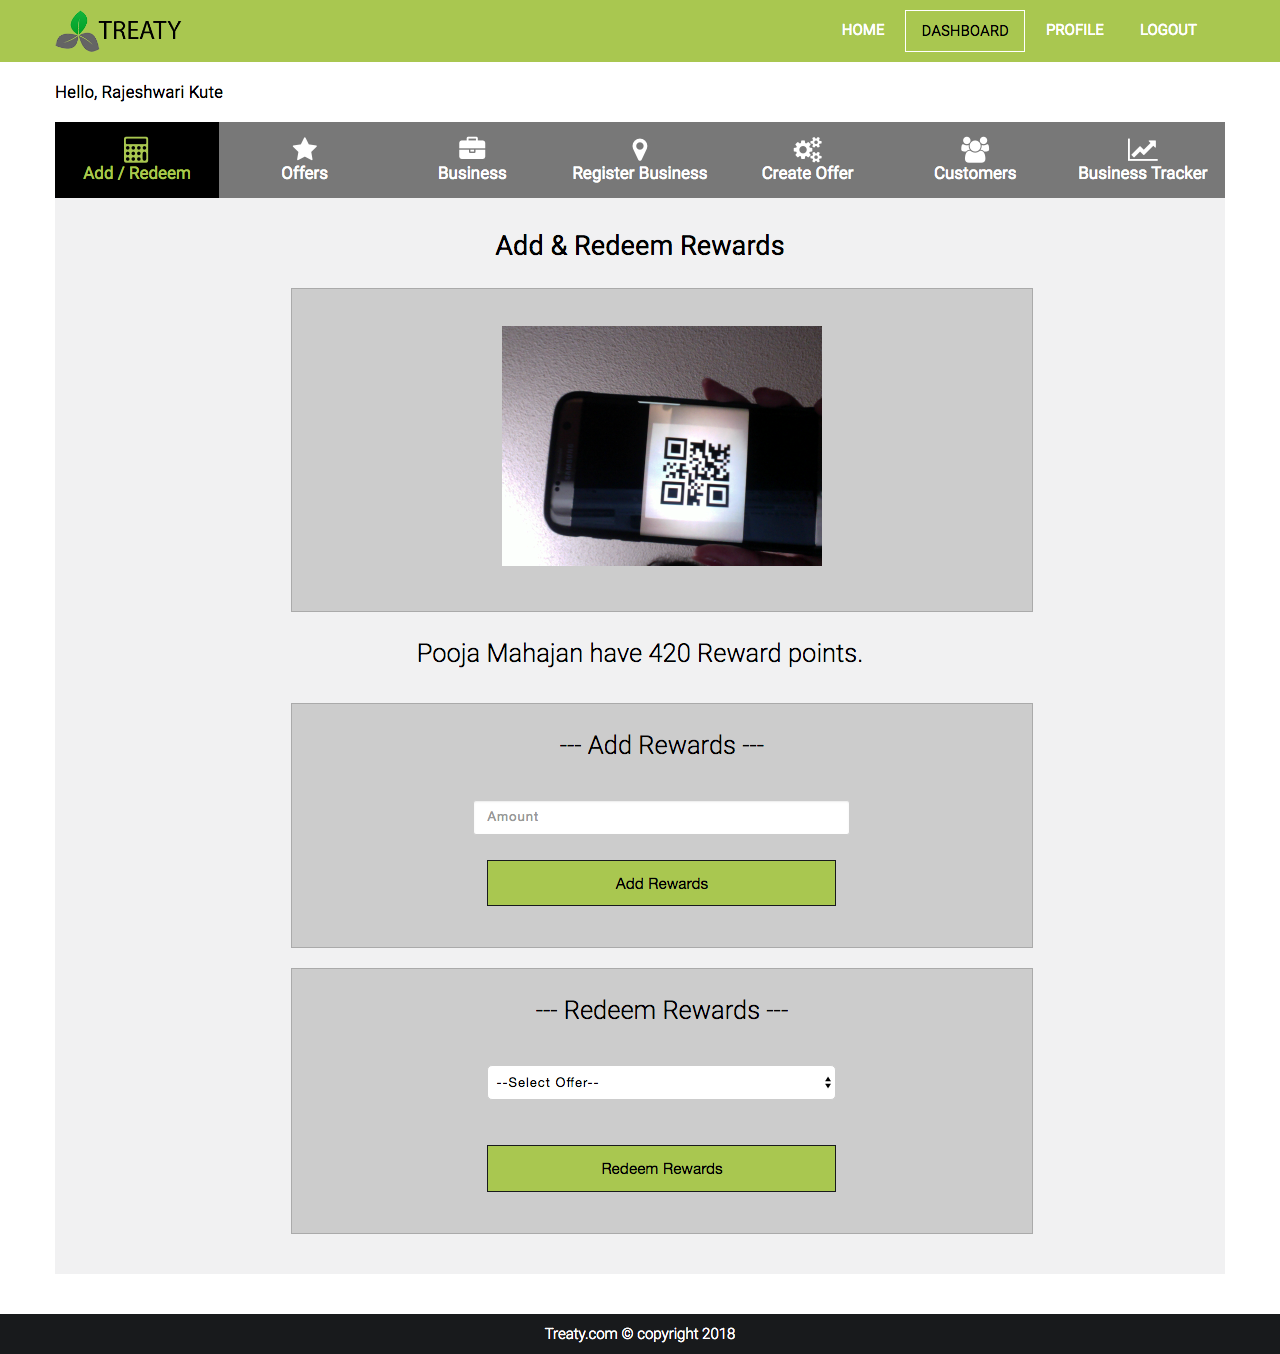 TREATY
HOME DASHBOARD PROFILE LOGOUT
Hello, Rajeshwari Kute
Add / Redeem Offers Business Register Business Create Offer Customers Business Tracker
Add & Redeem Rewards
SAMSUNG
Pooja Mahajan have 420 Reward points.
--- Add Rewards ---
Amount
Add Rewards
--- Redeem Rewards ---
--Select Offer--
Redeem Rewards
Treaty.com © copyright 2018